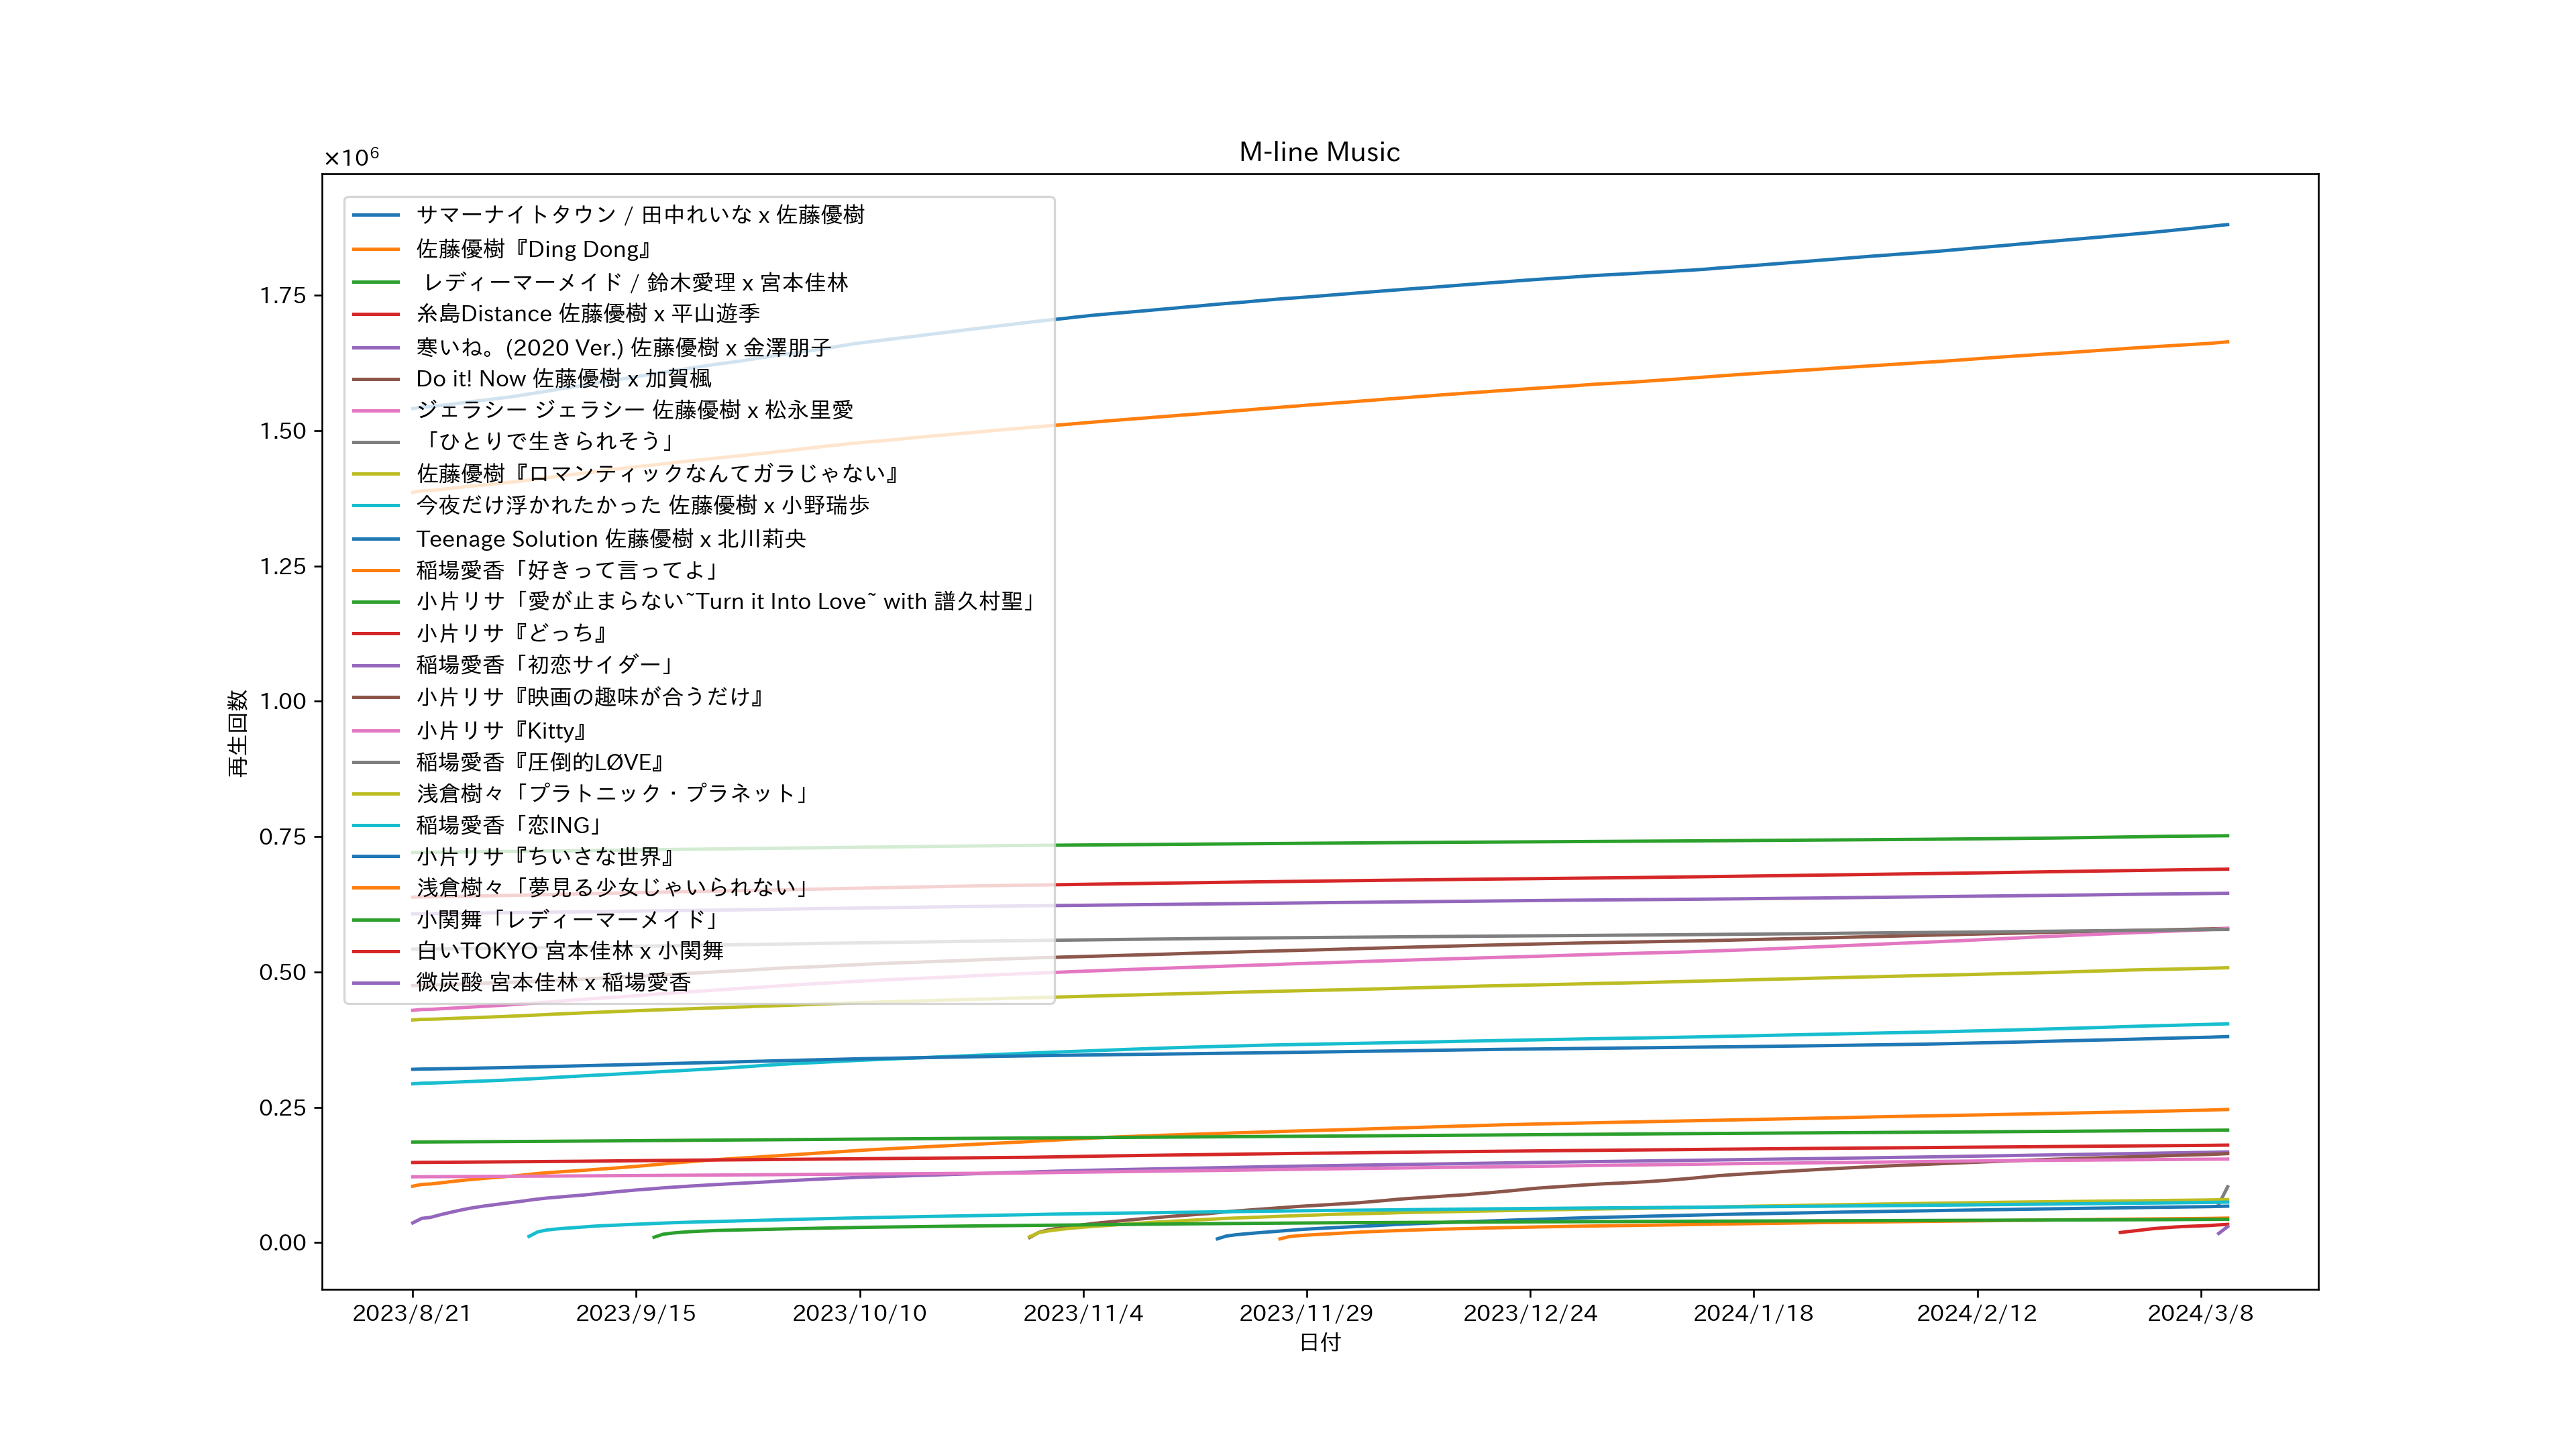 M-line Music
×10⁶
1.75
1.50
1.25
1.00
0.75
0.50
0.25
0.00
再生回数
サマーナイトタウン / 田中れいな x 佐藤優樹
佐藤優樹『Ding Dong』
レディーマーメイド / 鈴木愛理 x 宮本佳林
糸島Distance 佐藤優樹 x 平山遊季
寒いね。(2020 Ver.) 佐藤優樹 x 金澤朋子
Do it! Now 佐藤優樹 x 加賀楓
ジェラシー ジェラシー 佐藤優樹 x 松永里愛
「ひとりで生きられそう」
佐藤優樹『ロマンティックなんてガラじゃない』
今夜だけ浮かれたかった 佐藤優樹 x 小野瑞歩
Teenage Solution 佐藤優樹 x 北川莉央
稲場愛香「好きって言ってよ」
小片リサ「愛が止まらない~Turn it Into Love~ with 譜久村聖」
小片リサ『どっち』
稲場愛香「初恋サイダー」
小片リサ『映画の趣味が合うだけ』
小片リサ『Kitty』
稲場愛香『圧倒的LØVE』
浅倉樹々「プラトニック・プラネット」
稲場愛香「恋ING」
小片リサ『ちいさな世界』
浅倉樹々「夢見る少女じゃいられない」
小関舞「レディーマーメイド」
白いTOKYO 宮本佳林 x 小関舞
微炭酸 宮本佳林 x 稲場愛香
2023/8/21 2023/9/15 2023/10/10 2023/11/4 2023/11/29 2023/12/24 2024/1/18 2024/2/12 2024/3/8
日付